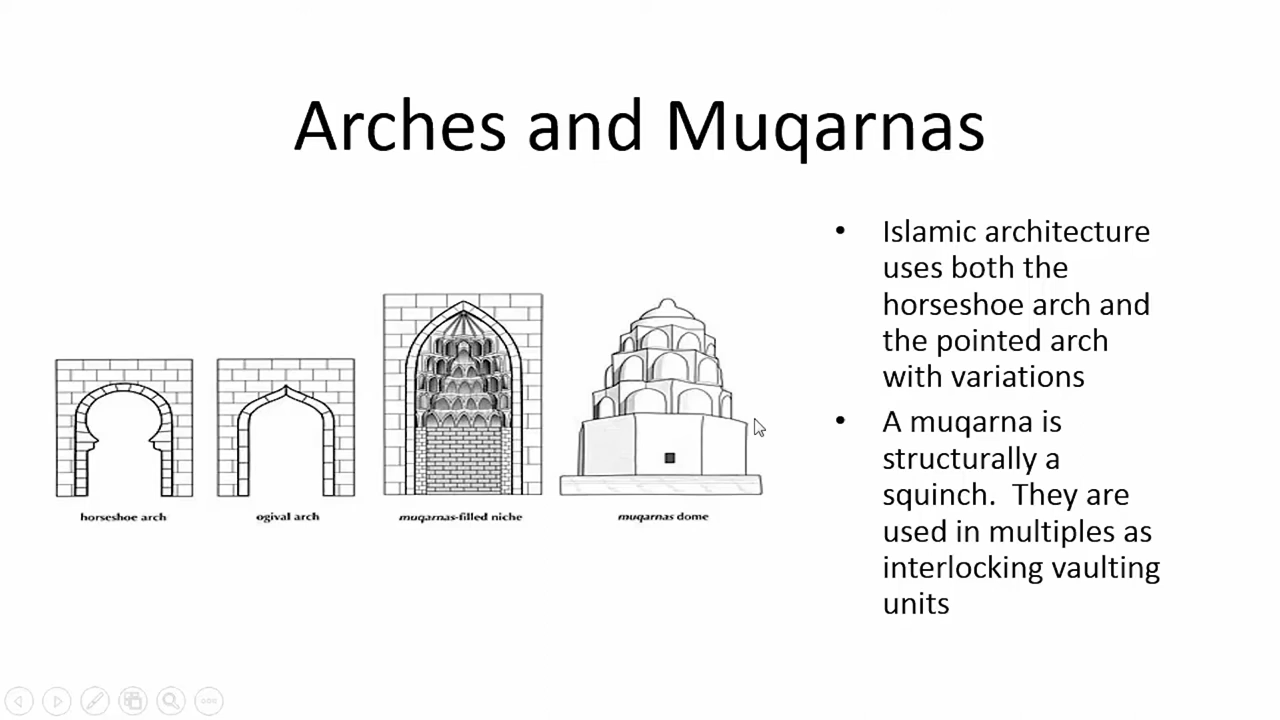 Arches and Muqarnas
• Islamic architecture
uses both the
horseshoe arch and
the pointed arch
with variations
• A muqarna is
structurally a
squinch. They are
used in multiples as
interlocking vaulting
units
horseshoe arch
ogival arch
muqarnas-filled niche
muqarnas dome